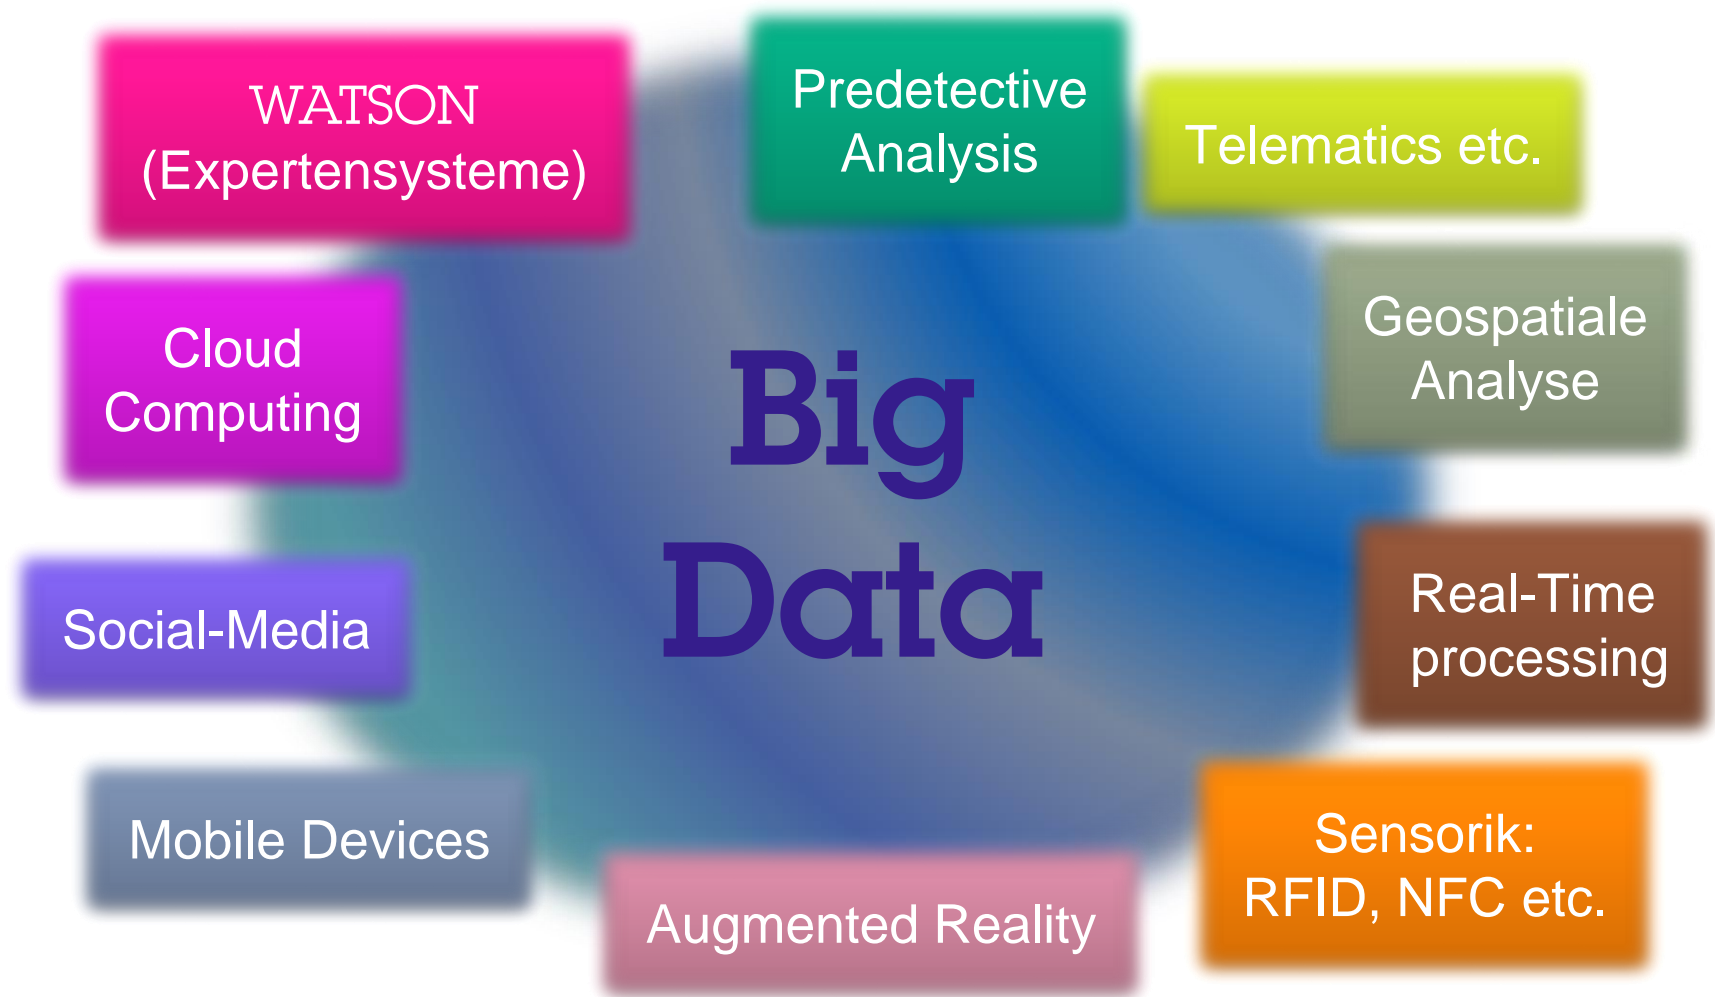 WATSON
(Expertensysteme)
Predetective
Analysis
Telematics etc.
Cloud
Computing
Geospatiale
Analyse
Big
Data
Social-Media
Real-Time
processing
Mobile Devices
Sensorik:
RFID, NFC etc.
Augmented Reality